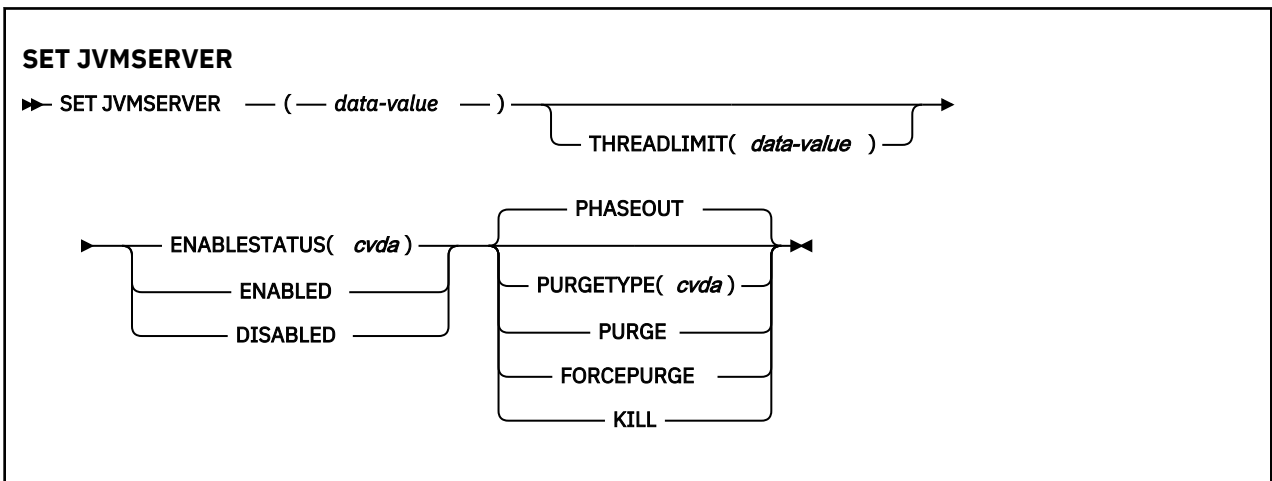 SET JVMSERVER
SET JVMSERVER ( data-value )
THREADLIMIT( data-value )
PHASEOUT
ENABLESTATUS( cvda )
PURGETYPE( cvda )
ENABLED
PURGE
DISABLED
FORCEPURGE
KILL